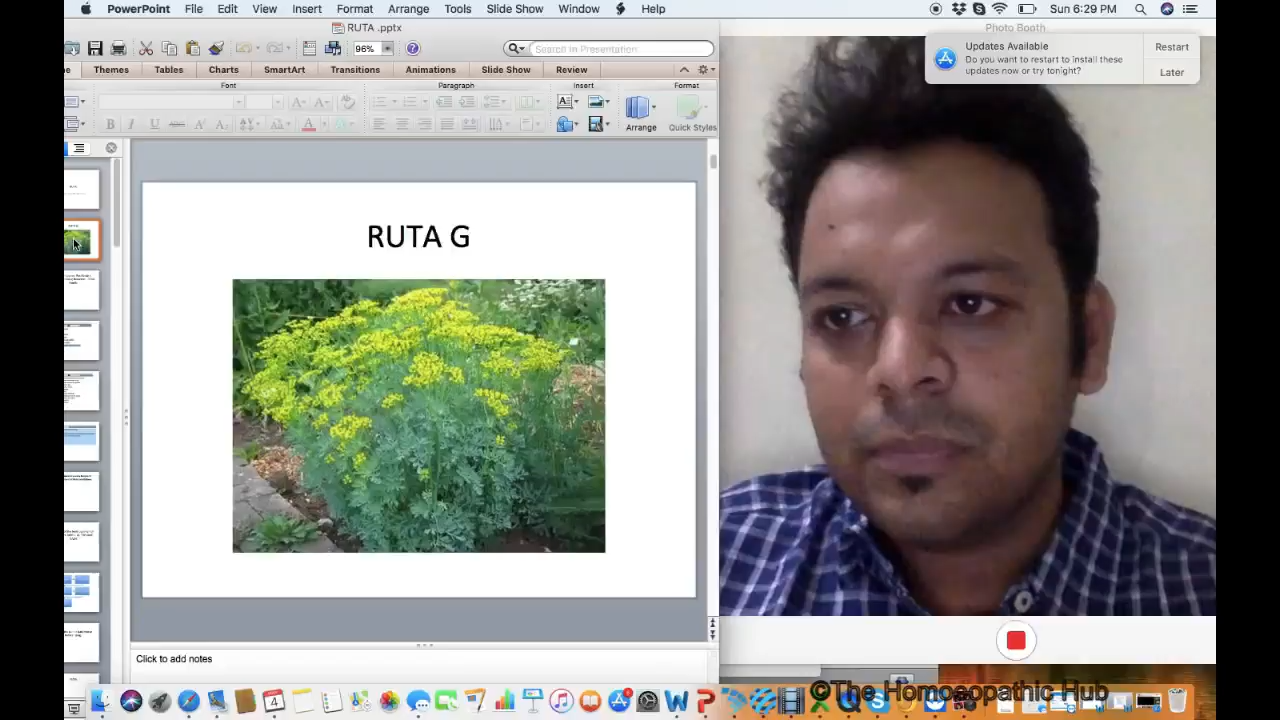 PowerPoint File Edit View Insert Format Arrange Tools Slide Show Window Help
Sun 6:29 PM
RUTA .pptx
Photo Booth
Updates Available
Do you want to restart to install these
updates now or try tonight?
Restart
Later
96%
Search in Presentation
Themes Tables Charts SmartArt Transitions Animations Slide Show Review
Font Paragraph Insert Format
Arrange Quick Styles
RUTA G
Click to add notes
©The Homoeopathic Hub